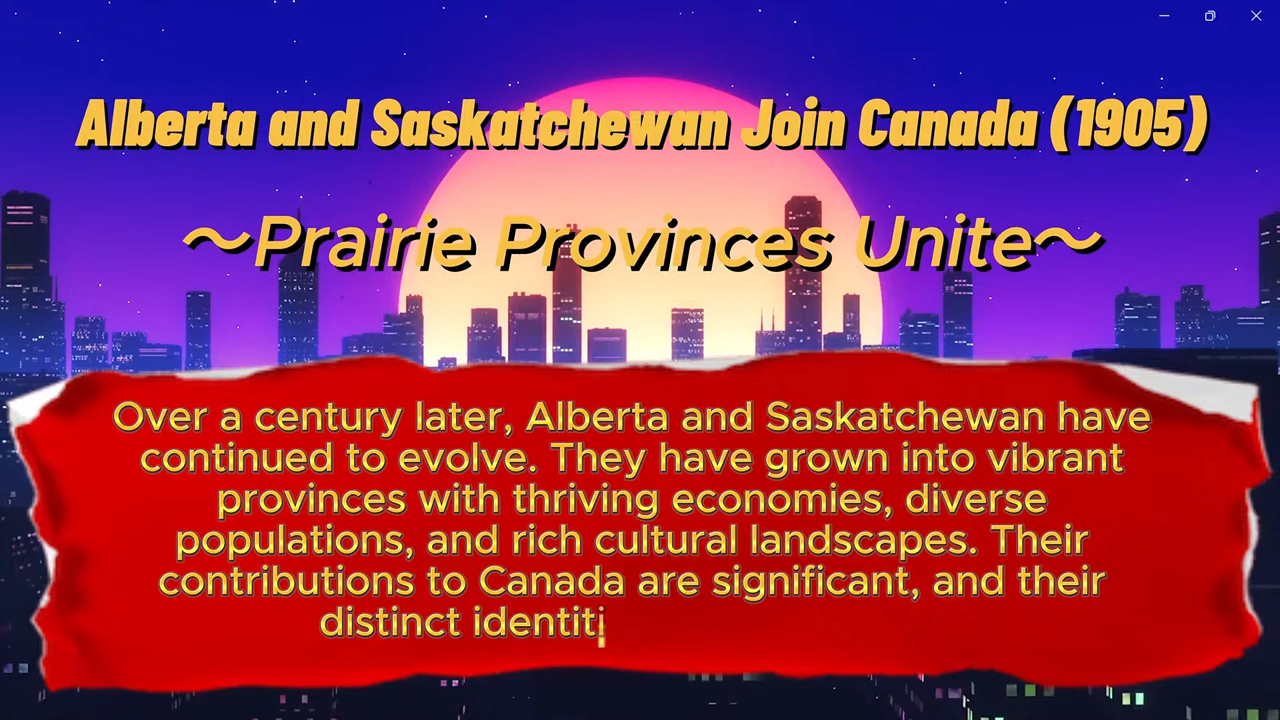 Alberta and Saskatchewan Join Canada (1905)
～Prairie Provinces Unite～
Over a century later, Alberta and Saskatchewan have
continued to evolve. They have grown into vibrant
provinces with thriving economies, diverse
populations, and rich cultural landscapes. Their
contributions to Canada are significant, and their
distinct identiti